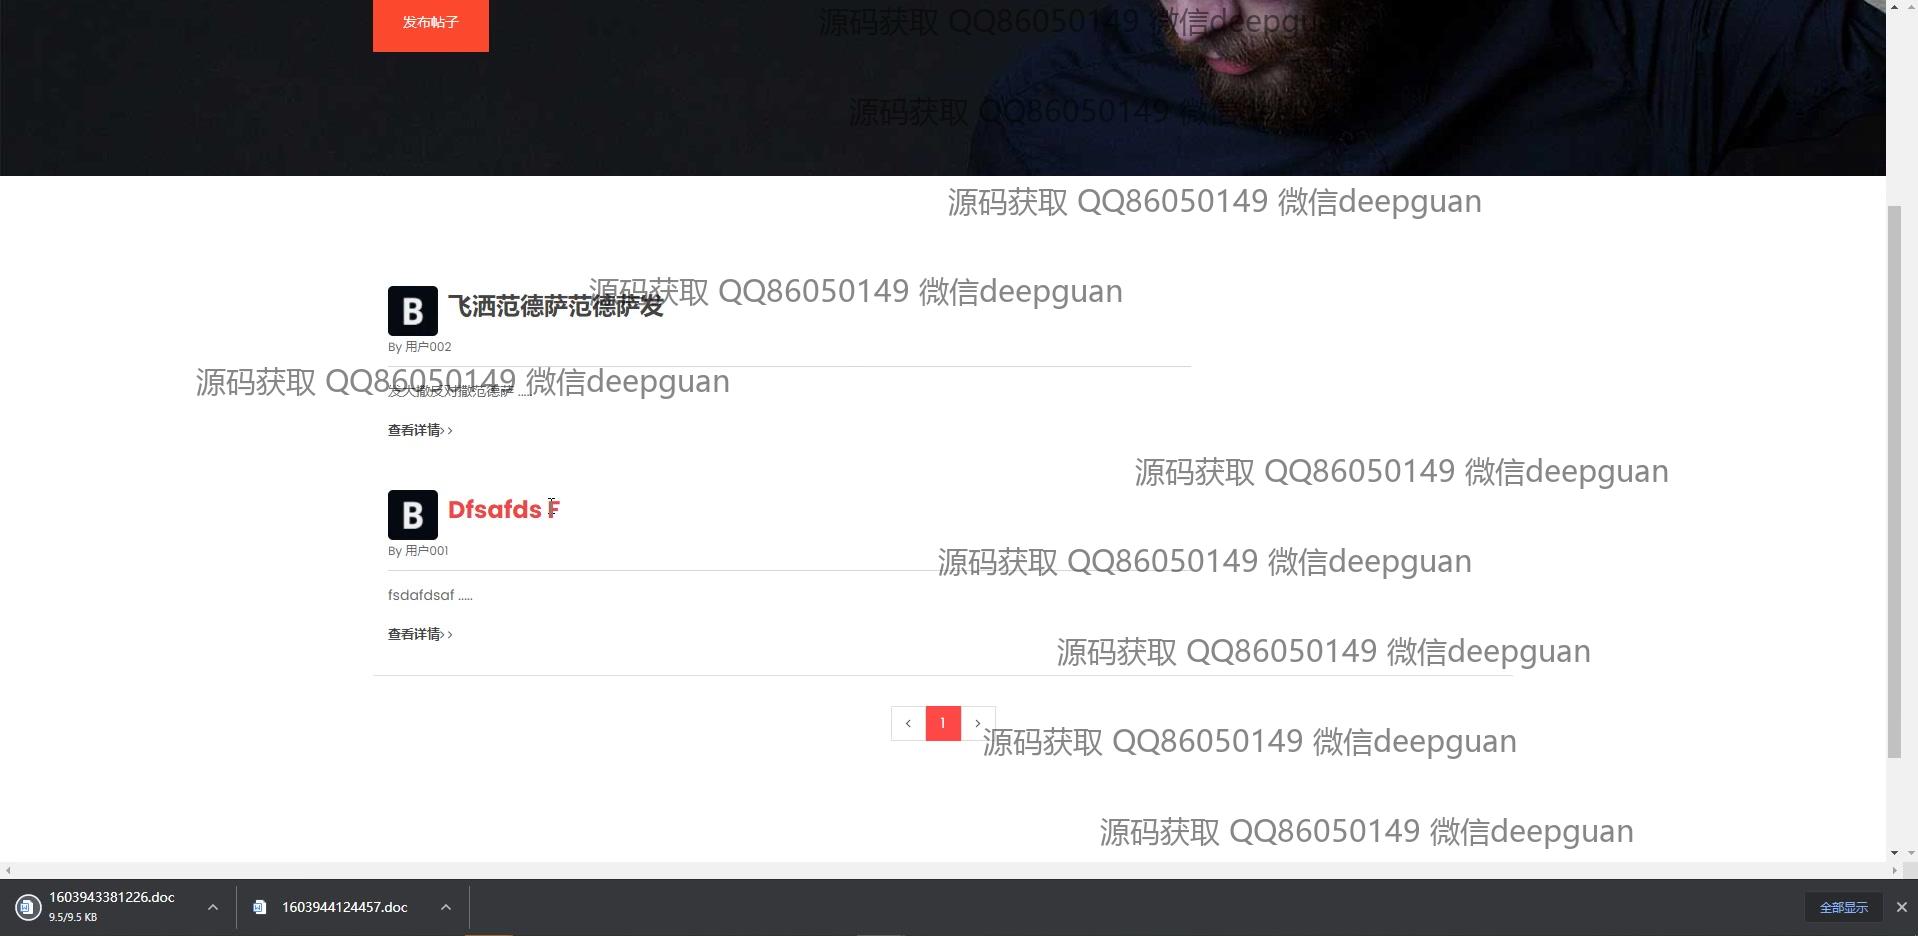 发布帖子
源码获取 QQ86050149 微信deepguan
源码获取 QQ86050149 微信
源码获取 QQ86050149 微信deepguan
源码获取 QQ86050149 微信deepguan
B
飞洒范德萨范德萨发
By 用户002
源码获取 QQ86050149 微信deepguan
发大撒反对撒范德萨 .....
查看详情>>
源码获取 QQ86050149 微信deepguan
B
Dfsafds F
By 用户001
源码获取 QQ86050149 微信deepguan
fsdafdsaf .....
查看详情>>
源码获取 QQ86050149 微信deepguan
< 1 >
源码获取 QQ86050149 微信deepguan
源码获取 QQ86050149 微信deepguan
1603943381226.doc
9.5/9.5 KB
1603944124457.doc
全部显示